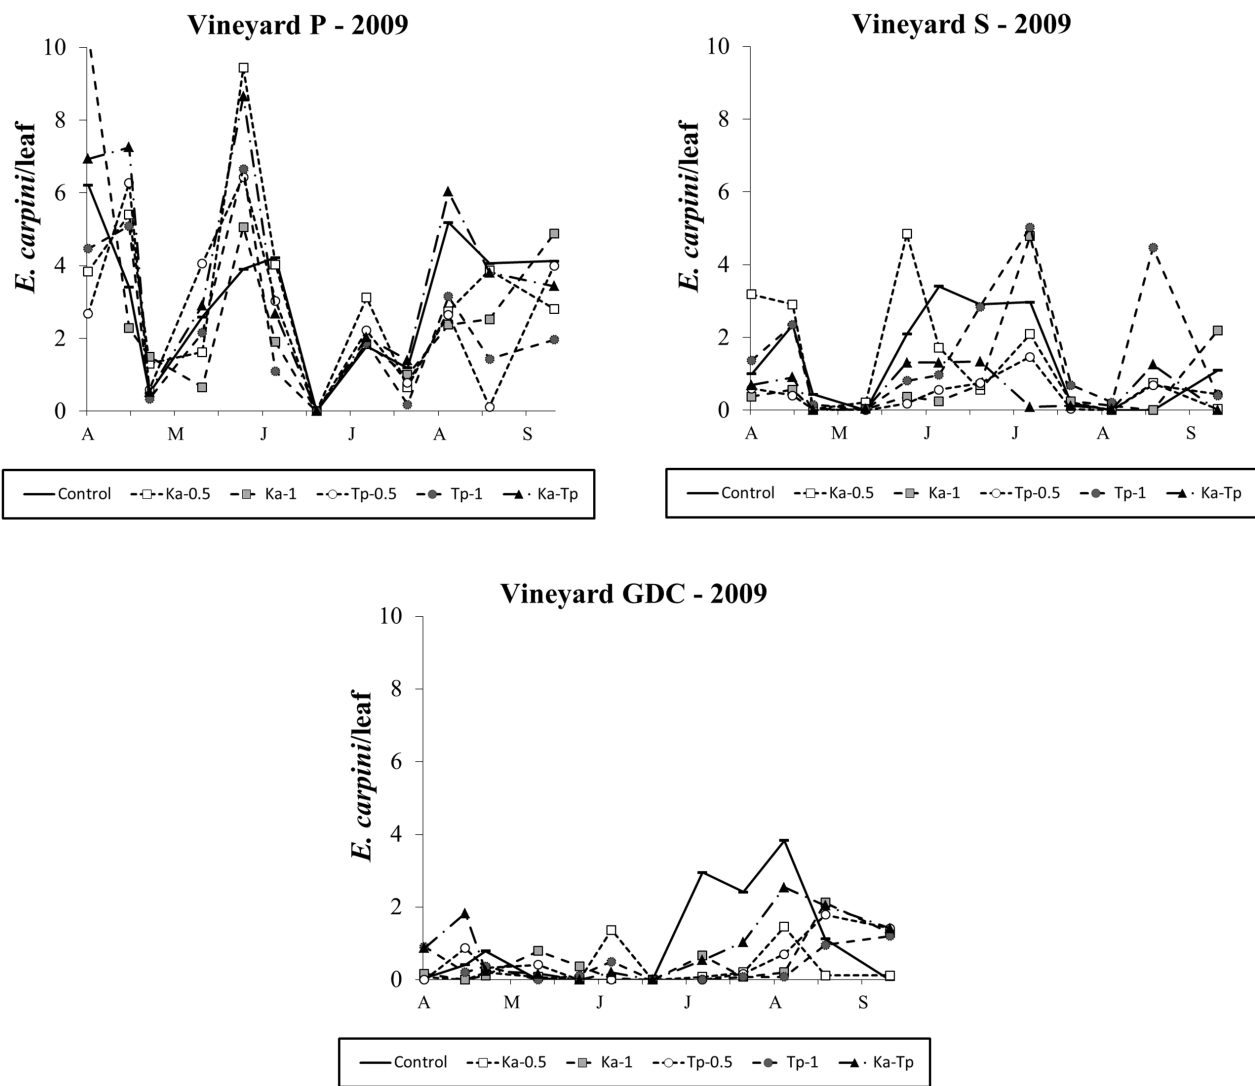 Vineyard P - 2009
E. carpini/leaf
10
8
6
4
2
0
A M J J A S
Control Ka-0.5 Ka-1 Tp-0.5 Tp-1 Ka-Tp
Vineyard S - 2009
E. carpini/leaf
10
8
6
4
2
0
A M J J A S
Control Ka-0.5 Ka-1 Tp-0.5 Tp-1 Ka-Tp
Vineyard GDC - 2009
E. carpini/leaf
10
8
6
4
2
0
A M J J A S
Control Ka-0.5 Ka-1 Tp-0.5 Tp-1 Ka-Tp